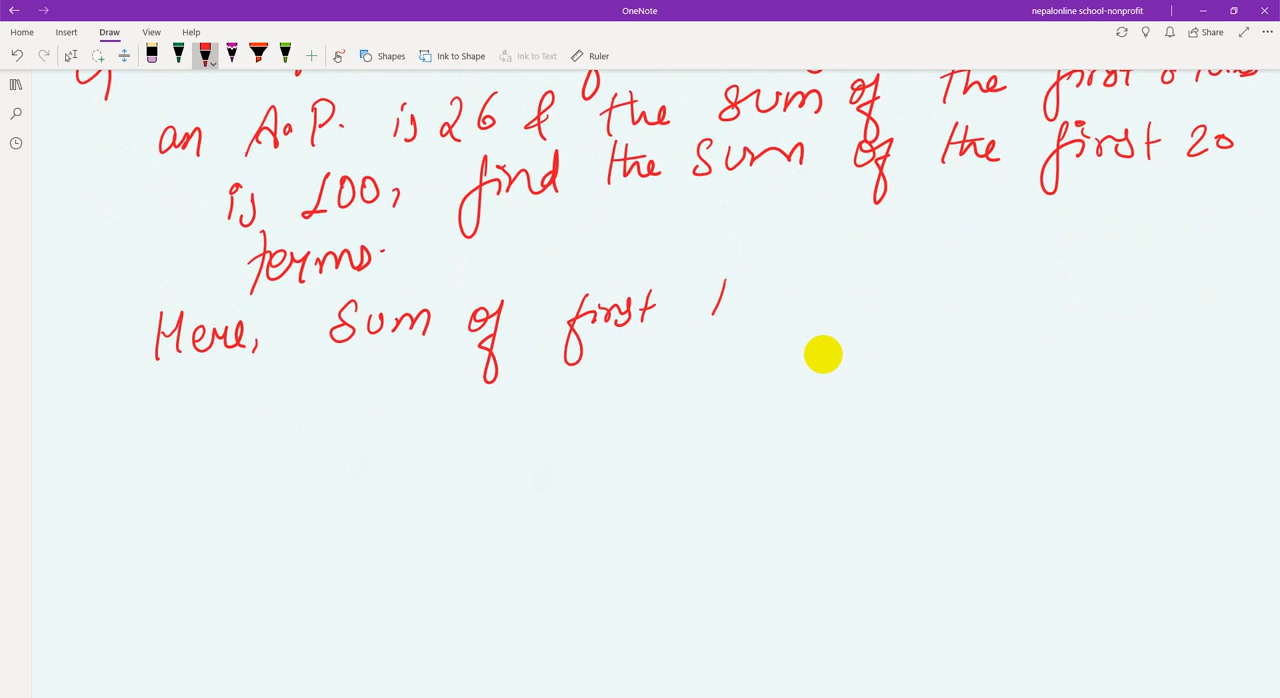 OneNote
nepalonline school-nonprofit
Home Insert Draw View Help
Shapes Ink to Shape Ink to Text Ruler Share
the first 8
an A.P. is 26 & the sum of
is 100, find the sum of the first 20
terms.
Here, Sum of first